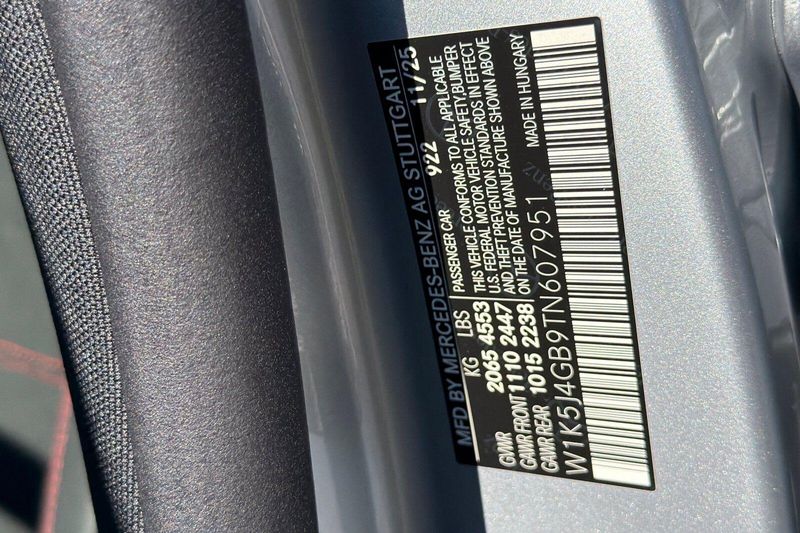 MFD BY MERCEDES-BENZ AG STUTTGART
922 11/25
KG LBS
GVWR 2065 4553
GAWR FRONT 1110 2447
GAWR REAR 1015 2238
PASSENGER CAR
THIS VEHICLE CONFORMS TO ALL APPLICABLE
U.S. FEDERAL MOTOR VEHICLE SAFETY,BUMPER
AND THEFT PREVENTION STANDARDS IN EFFECT
ON THE DATE OF MANUFACTURE SHOWN ABOVE
W1K5J4GB9TN607951 MADE IN HUNGARY